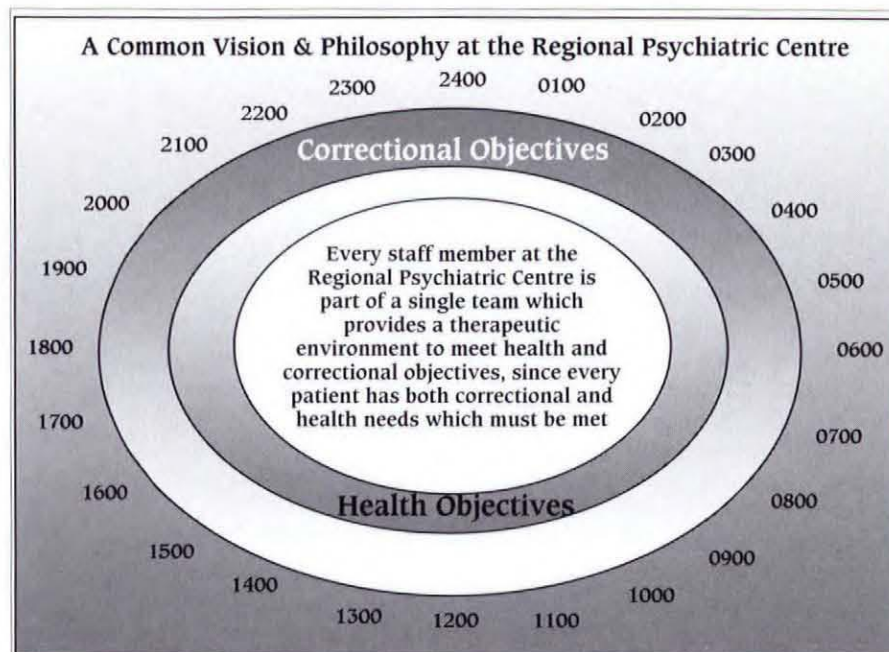 A Common Vision & Philosophy at the Regional Psychiatric Centre
2400
0100
0200
0300
0400
0500
0600
0700
0800
0900
1000
1100
1200
1300
1400
1500
1600
1700
1800
1900
2000
2100
2200
2300
Correctional Objectives
Every staff member at the
Regional Psychiatric Centre is
part of a single team which
provides a therapeutic
environment to meet health and
correctional objectives, since every
patient has both correctional and
health needs which must be met
Health Objectives